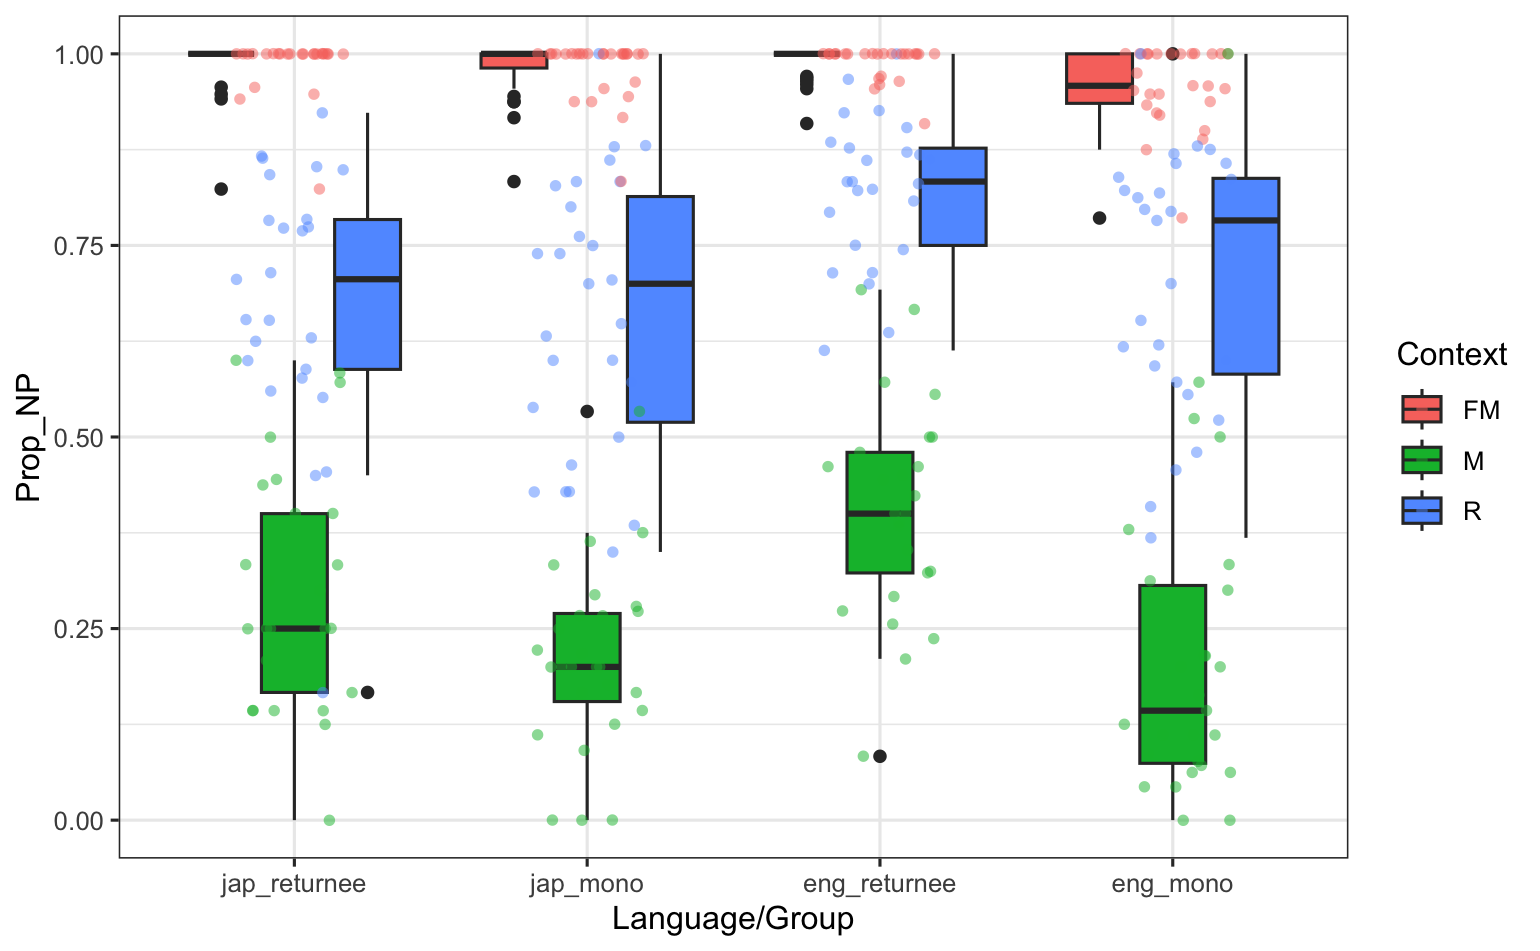 1.00
0.75
0.50
0.25
0.00
Prop_NP
jap_returnee
jap_mono
eng_returnee
eng_mono
Language/Group
Context
FM
M
R